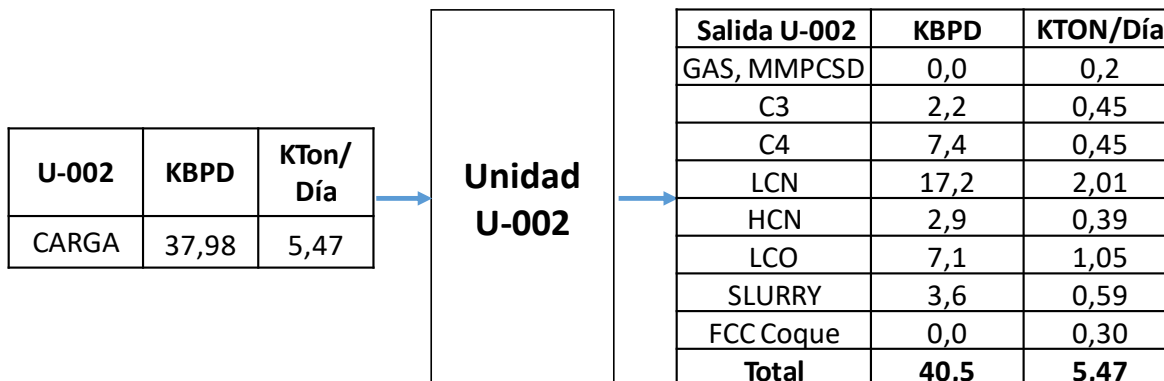 U-002 KBPD KTon/
Día
CARGA 37,98 5,47
Unidad
U-002
Salida U-002 KBPD KTON/Día
GAS, MMPCSD 0,0 0,2
C3 2,2 0,45
C4 7,4 0,45
LCN 17,2 2,01
HCN 2,9 0,39
LCO 7,1 1,05
SLURRY 3,6 0,59
FCC Coque 0,0 0,30
Total 40,5 5,47